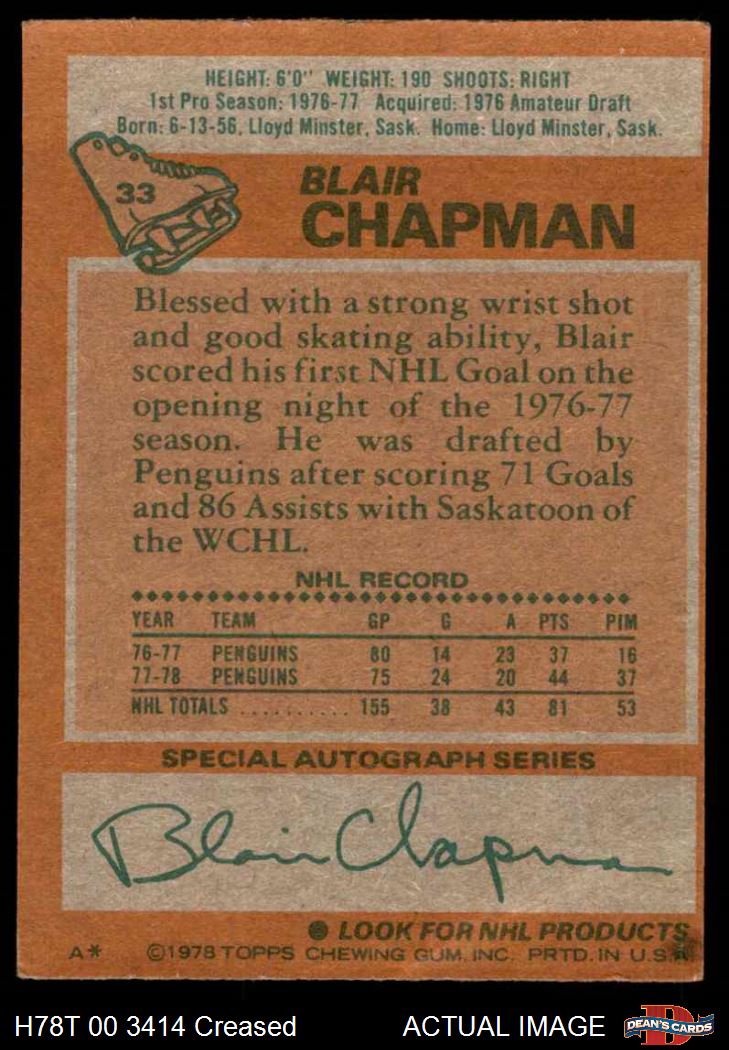 HEIGHT: 6'0" WEIGHT: 190 SHOOTS: RIGHT
1st Pro Season: 1976-77 Acquired: 1976 Amateur Draft
Born: 6-13-56, Lloyd Minster, Sask. Home: Lloyd Minster, Sask.
33
BLAIR
CHAPMAN
Blessed with a strong wrist shot
and good skating ability, Blair
scored his first NHL Goal on the
opening night of the 1976-77
season. He was drafted by
Penguins after scoring 71 Goals
and 86 Assists with Saskatoon of
the WCHL.
NHL RECORD
YEAR TEAM GP G A PTS PIM
76-77 PENGUINS 80 14 23 37 16
77-78 PENGUINS 75 24 20 44 37
NHL TOTALS .......... 155 38 43 81 53
SPECIAL AUTOGRAPH SERIES
Blair Chapman
● LOOK FOR NHL PRODUCTS
A* ©1978 TOPPS CHEWING GUM, INC. PRTD. IN U.S.A.
H78T 00 3414 Creased ACTUAL IMAGE
D
DEAN'S CARDS